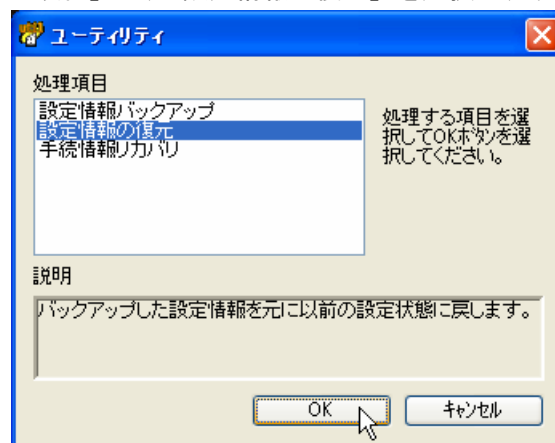 ユーティリティ
処理項目
設定情報バックアップ
設定情報の復元
手続情報リカバリ
処理する項目を選
択してOKボタンを選
択してください。
説明
バックアップした設定情報を元に以前の設定状態に戻します。
OK
キャンセル